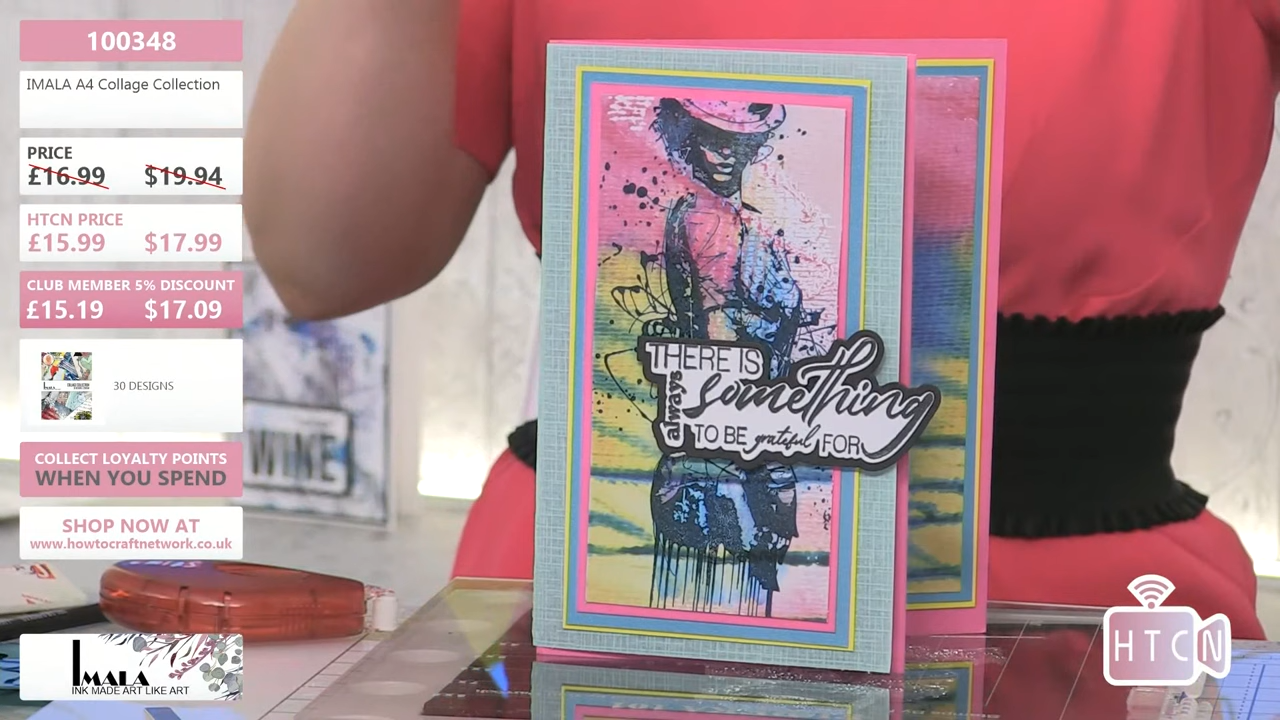 100348
IMALA A4 Collage Collection
PRICE
£16.99 $19.94
HTCN PRICE
£15.99 $17.99
CLUB MEMBER 5% DISCOUNT
£15.19 $17.09
30 DESIGNS
COLLECT LOYALTY POINTS
WHEN YOU SPEND
SHOP NOW AT
www.howtocraftnetwork.co.uk
IMALA
INK MADE ART LIKE ART
WINE
THERE IS
always
something
TO BE grateful FOR
HTCN